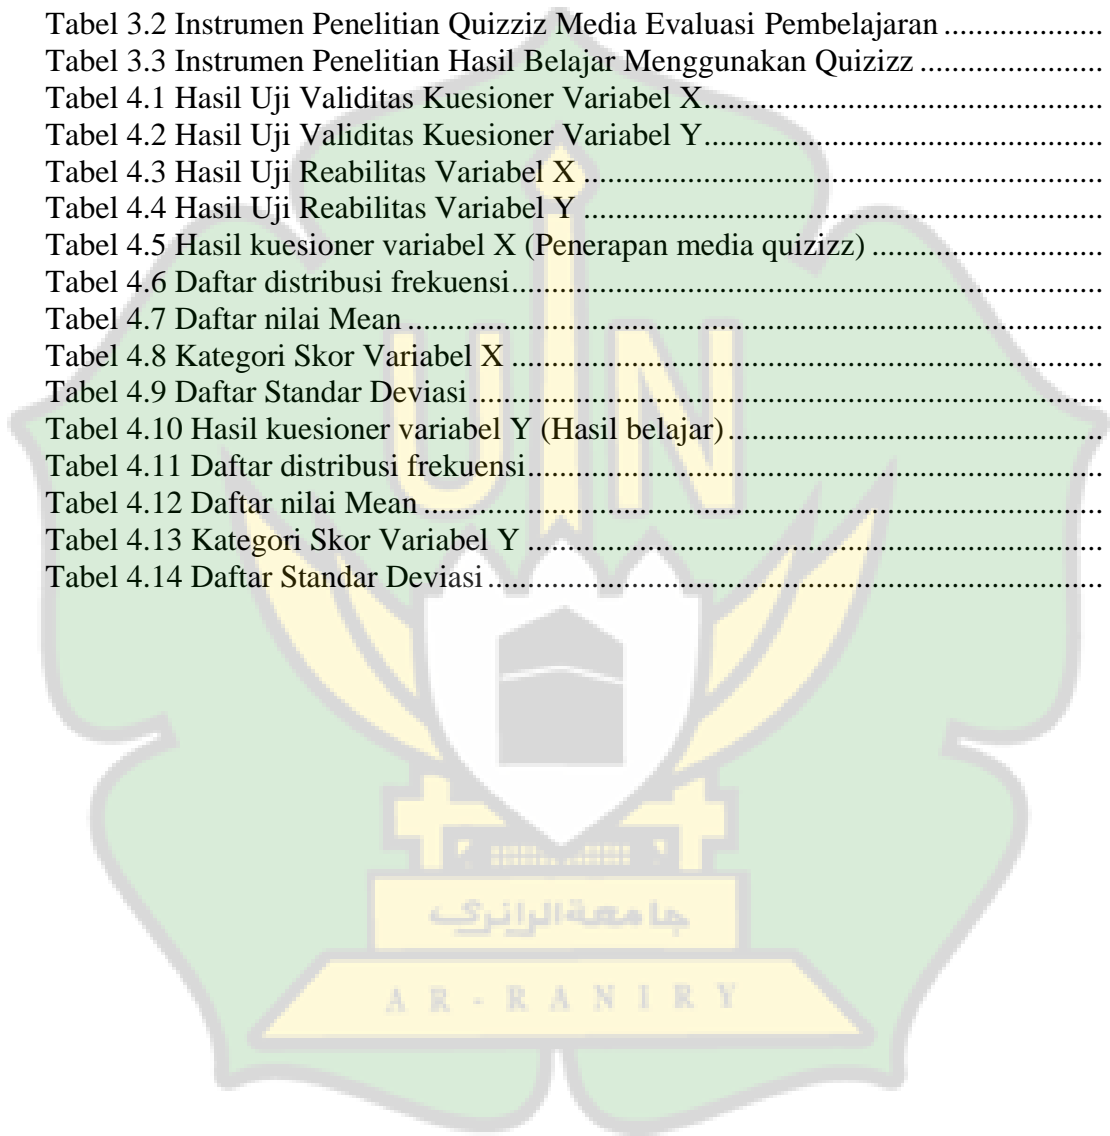 Tabel 3.2 Instrumen Penelitian Quizziz Media Evaluasi Pembelajaran ...................
Tabel 3.3 Instrumen Penelitian Hasil Belajar Menggunakan Quizizz ......................
Tabel 4.1 Hasil Uji Validitas Kuesioner Variabel X................................................
Tabel 4.2 Hasil Uji Validitas Kuesioner Variabel Y................................................
Tabel 4.3 Hasil Uji Reabilitas Variabel X ...............................................................
Tabel 4.4 Hasil Uji Reabilitas Variabel Y ...............................................................
Tabel 4.5 Hasil kuesioner variabel X (Penerapan media quizizz) ............................
Tabel 4.6 Daftar distribusi frekuensi........................................................................
Tabel 4.7 Daftar nilai Mean.....................................................................................
Tabel 4.8 Kategori Skor Variabel X ........................................................................
Tabel 4.9 Daftar Standar Deviasi.............................................................................
Tabel 4.10 Hasil kuesioner variabel Y (Hasil belajar).............................................
Tabel 4.11 Daftar distribusi frekuensi......................................................................
Tabel 4.12 Daftar nilai Mean...................................................................................
Tabel 4.13 Kategori Skor Variabel Y ......................................................................
Tabel 4.14 Daftar Standar Deviasi...........................................................................
UIN
جامعة الرانري
AR-RANIRY